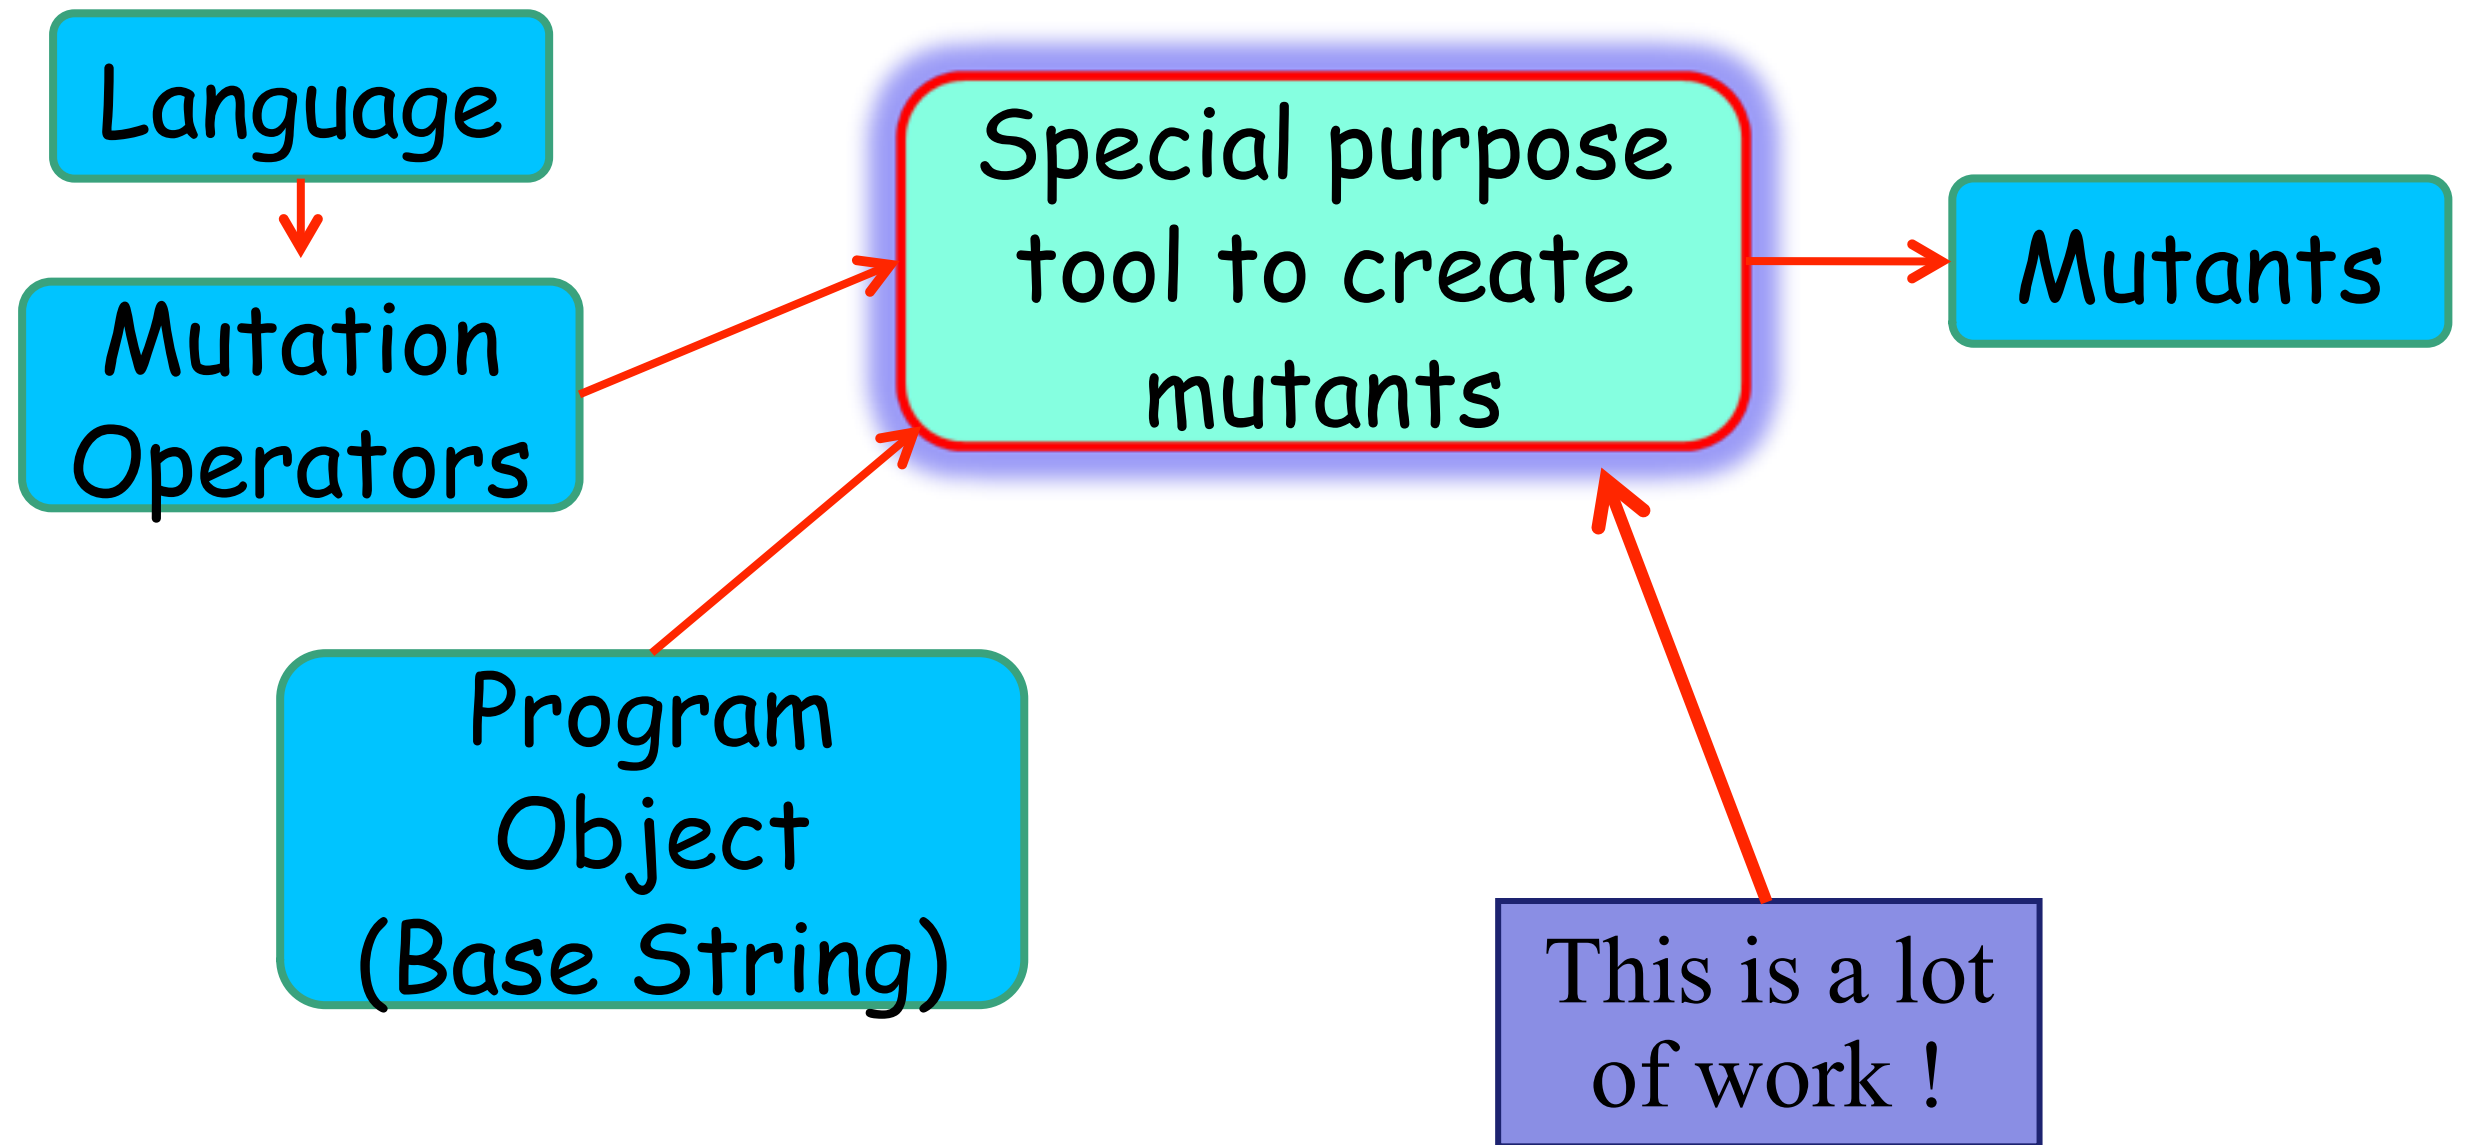 Language
Mutation
Operators
Special purpose
tool to create
mutants
Mutants
Program
Object
(Base String)
This is a lot
of work !